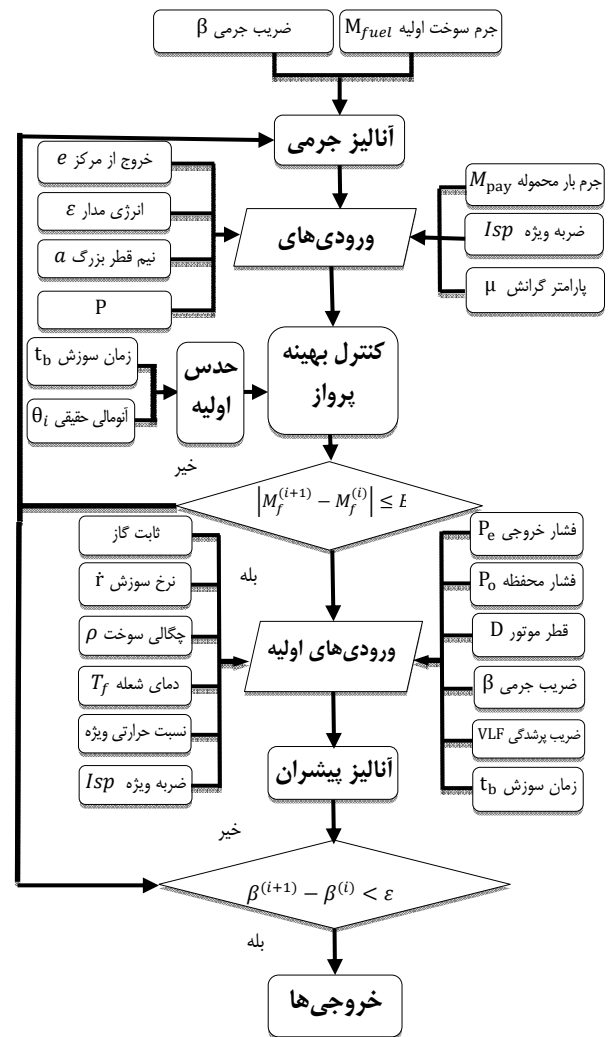 ضریب جرمی β
جرم سوخت اولیه M_fuel
آنالیز جرمی
خروج از مرکز e
انرژی مدار ε
نیم قطر بزرگ a
P
ورودی‌های
جرم بار محموله M_pay
ضربه ویژه Isp
پارامتر گرانش μ
زمان سوزش t_b
آنومالی حقیقی θ_i
حدس
اولیه
کنترل بهینه
پرواز
خیر
|M_f^(i+1) − M_f^(i)| ≤
بله
ثابت گاز
نرخ سوزش ṙ
چگالی سوخت ρ
دمای شعله T_f
نسبت حرارتی ویژه
ضربه ویژه Isp
ورودی‌های اولیه
فشار خروجی P_e
فشار محفظه P_o
قطر موتور D
ضریب جرمی β
ضریب پرشدگی VLF
زمان سوزش t_b
آنالیز پیشران
خیر
β^(i+1) − β^(i) < ε
بله
خروجی‌ها